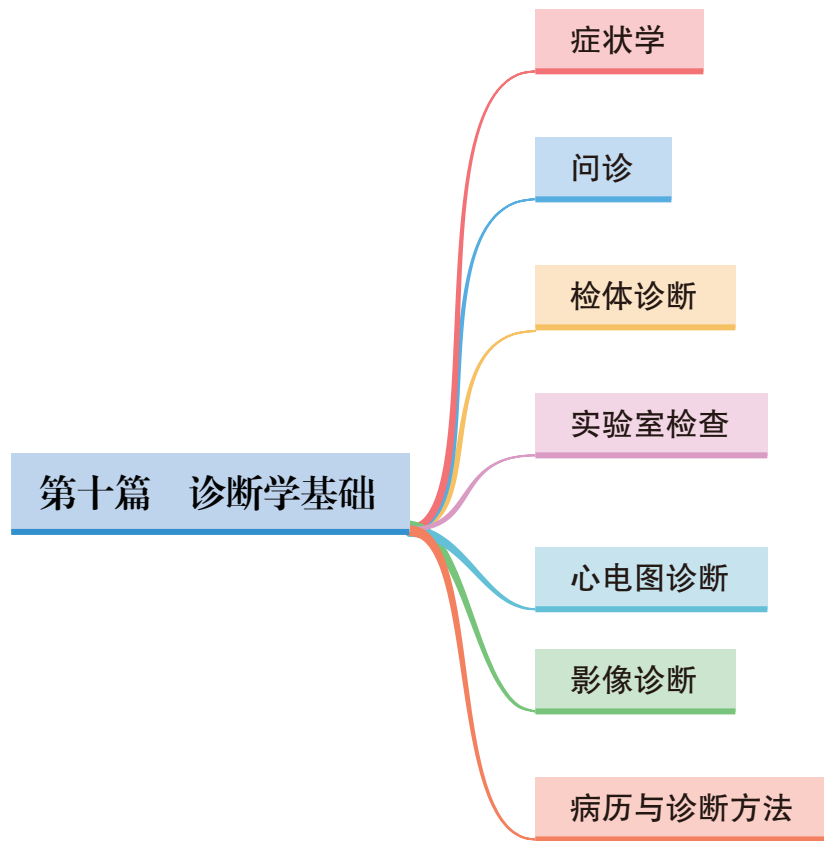 症状学
问诊
检体诊断
实验室检查
第十篇　诊断学基础
心电图诊断
影像诊断
病历与诊断方法